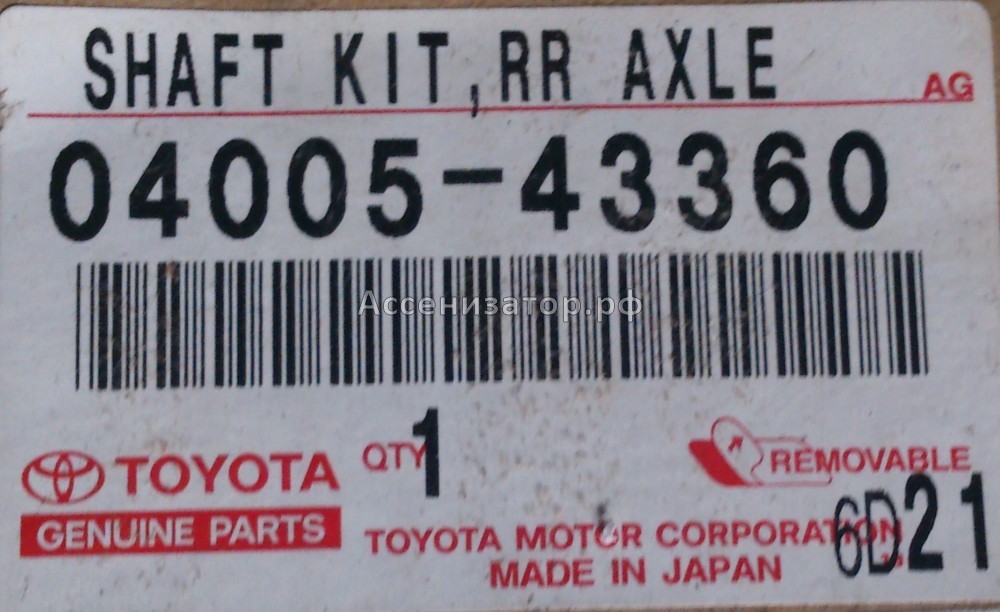 SHAFT KIT,RR AXLE
AG
04005-43360
Ассенизатор.рф
TOYOTA QTY 1 REMOVABLE
GENUINE PARTS
TOYOTA MOTOR CORPORATION 6D21
MADE IN JAPAN